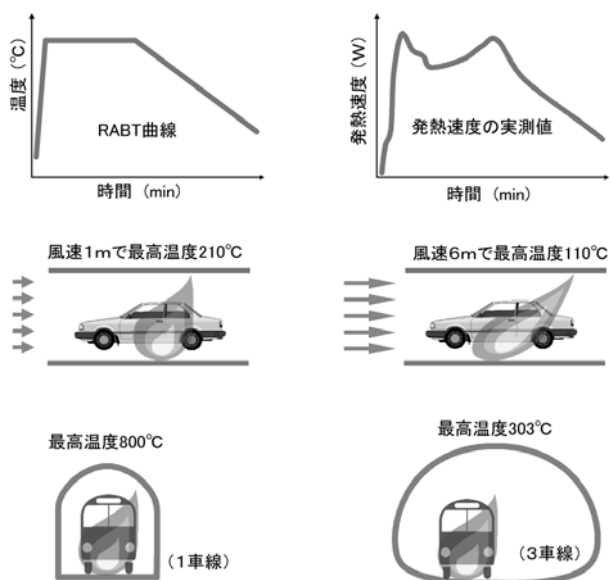 温度(℃)
RABT曲線
時間 (min)
発熱速度(W)
発熱速度の実測値
時間 (min)
風速1mで最高温度210℃
風速6mで最高温度110℃
最高温度800℃
(1車線)
最高温度303℃
(3車線)